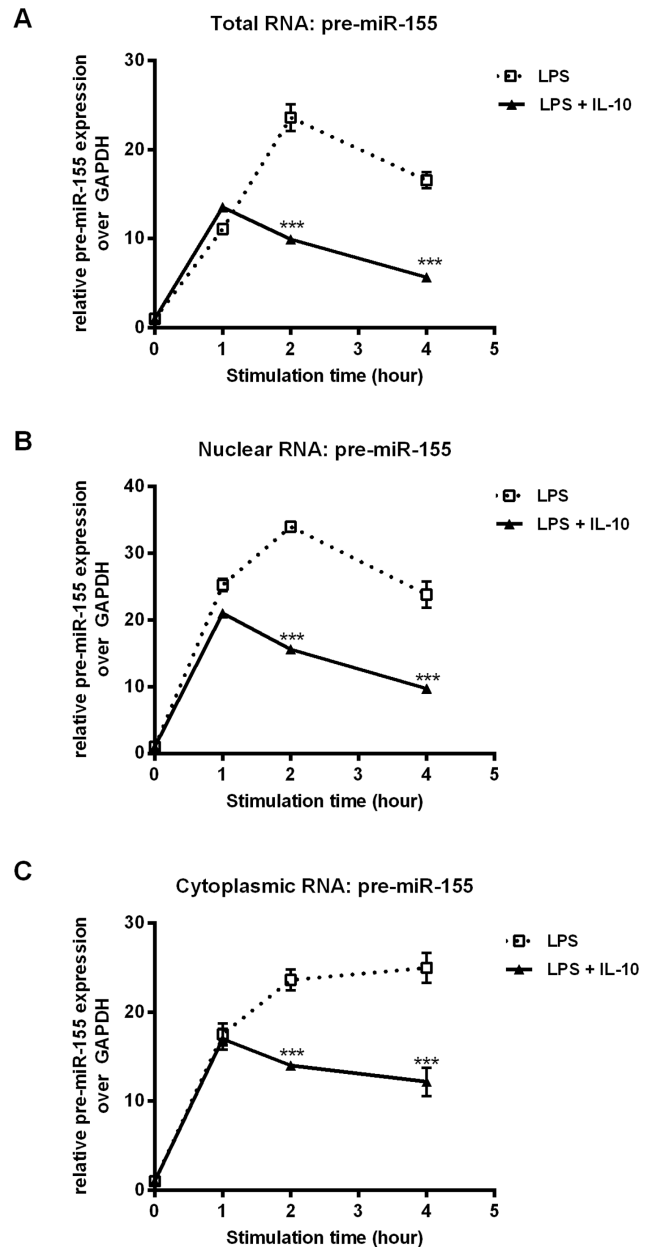 A
Total RNA: pre-miR-155
relative pre-miR-155 expression
over GAPDH
30
20
10
0
0 1 2 3 4 5
Stimulation time (hour)
***
***
LPS
LPS + IL-10
B
Nuclear RNA: pre-miR-155
relative pre-miR-155 expression
over GAPDH
40
30
20
10
0
0 1 2 3 4 5
Stimulation time (hour)
***
***
LPS
LPS + IL-10
C
Cytoplasmic RNA: pre-miR-155
relative pre-miR-155 expression
over GAPDH
30
20
10
0
0 1 2 3 4 5
Stimulation time (hour)
***
***
LPS
LPS + IL-10